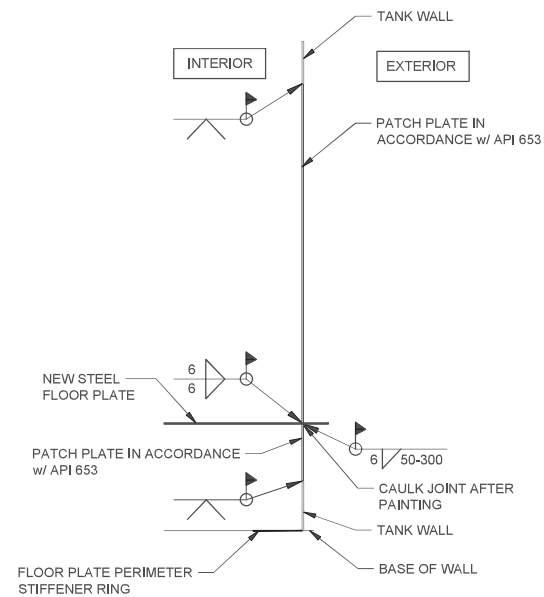 TANK WALL
INTERIOR
EXTERIOR
PATCH PLATE IN
ACCORDANCE w/ API 653
6
6
NEW STEEL
FLOOR PLATE
6
50-300
PATCH PLATE IN ACCORDANCE
w/ API 653
CAULK JOINT AFTER
PAINTING
TANK WALL
FLOOR PLATE PERIMETER
STIFFENER RING
BASE OF WALL